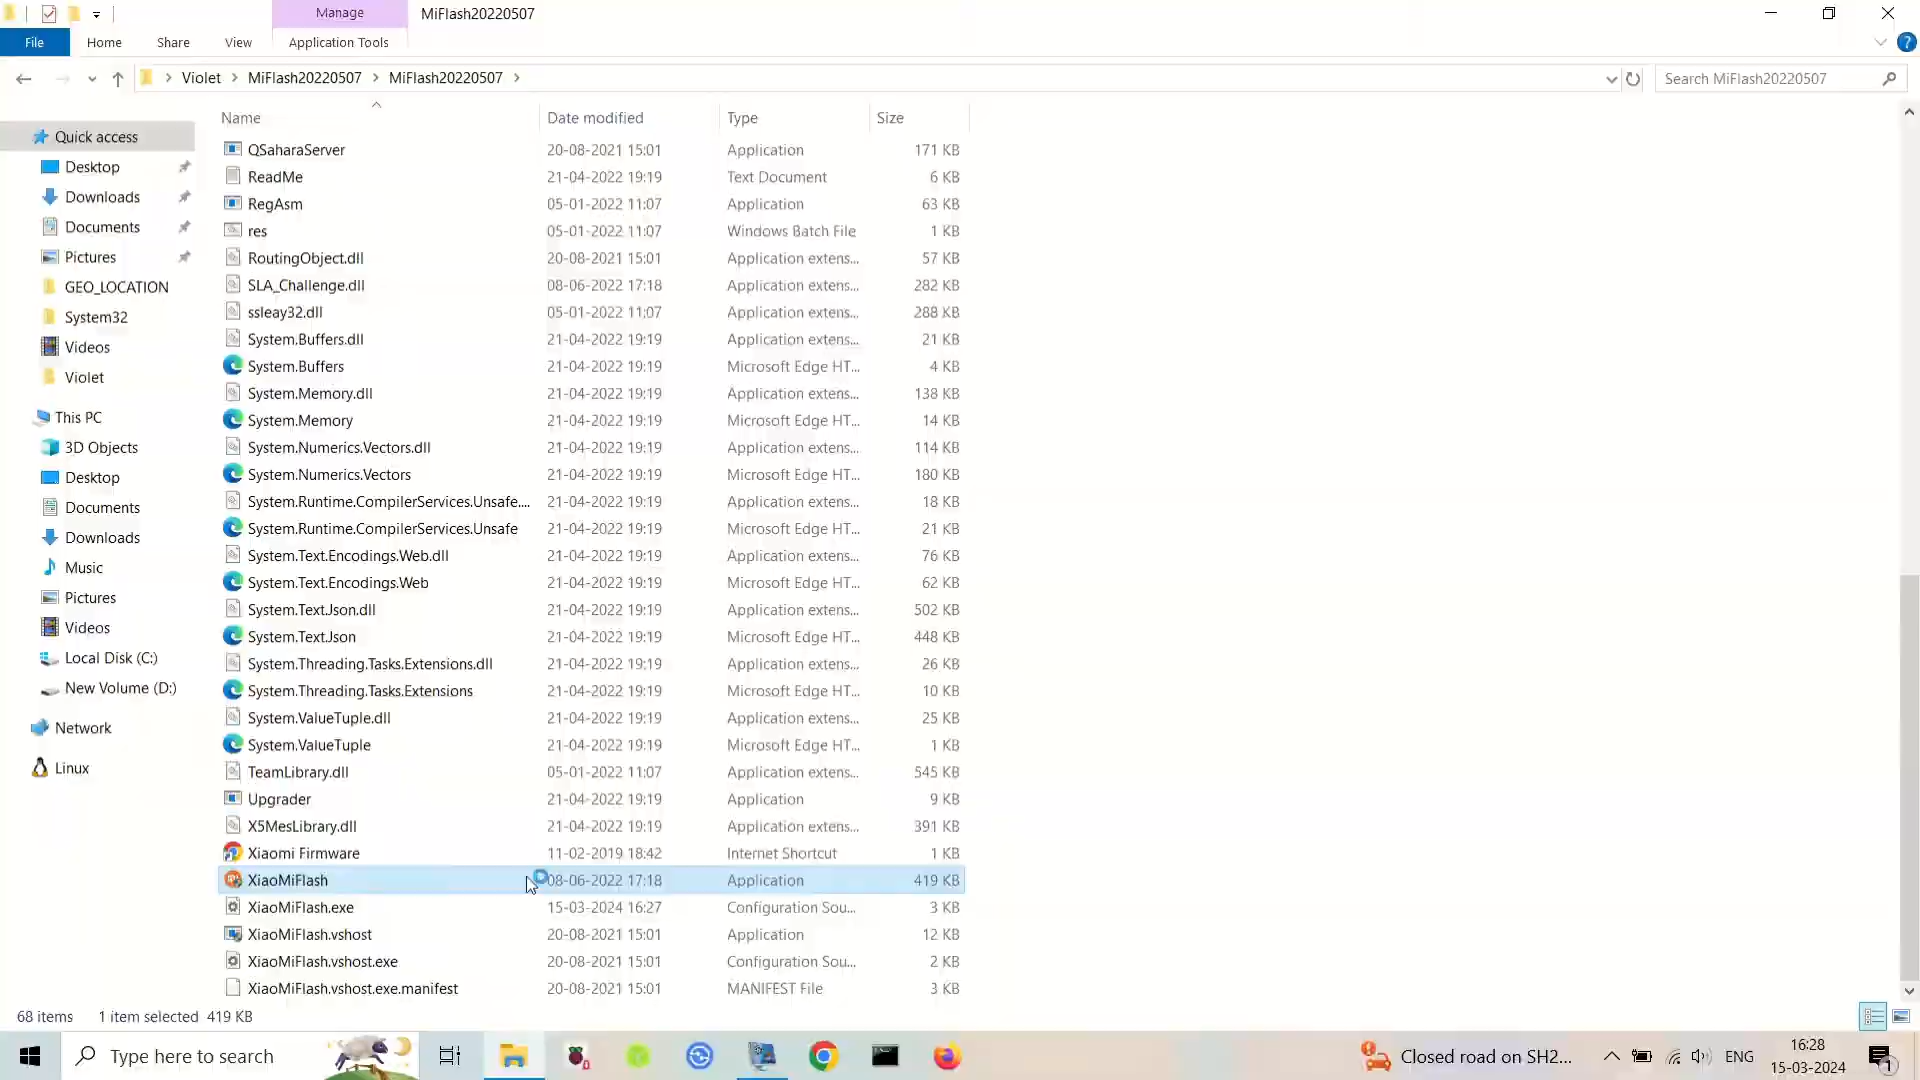 Manage
MiFlash20220507
File
Home
Share
View
Application Tools
Violet
MiFlash20220507
MiFlash20220507
Search MiFlash20220507
Name
Date modified
Type
Size
Quick access
Desktop
Downloads
Documents
Pictures
GEO_LOCATION
System32
Videos
Violet
This PC
3D Objects
Desktop
Documents
Downloads
Music
Pictures
Videos
Local Disk (C:)
New Volume (D:)
Network
Linux
QSaharaServer 20-08-2021 15:01 Application 171 KB
ReadMe 21-04-2022 19:19 Text Document 6 KB
RegAsm 05-01-2022 11:07 Application 63 KB
res 05-01-2022 11:07 Windows Batch File 1 KB
RoutingObject.dll 20-08-2021 15:01 Application extens... 57 KB
SLA_Challenge.dll 08-06-2022 17:18 Application extens... 282 KB
ssleay32.dll 05-01-2022 11:07 Application extens... 288 KB
System.Buffers.dll 21-04-2022 19:19 Application extens... 21 KB
System.Buffers 21-04-2022 19:19 Microsoft Edge HT... 4 KB
System.Memory.dll 21-04-2022 19:19 Application extens... 138 KB
System.Memory 21-04-2022 19:19 Microsoft Edge HT... 14 KB
System.Numerics.Vectors.dll 21-04-2022 19:19 Application extens... 114 KB
System.Numerics.Vectors 21-04-2022 19:19 Microsoft Edge HT... 180 KB
System.Runtime.CompilerServices.Unsafe.... 21-04-2022 19:19 Application extens... 18 KB
System.Runtime.CompilerServices.Unsafe 21-04-2022 19:19 Microsoft Edge HT... 21 KB
System.Text.Encodings.Web.dll 21-04-2022 19:19 Application extens... 76 KB
System.Text.Encodings.Web 21-04-2022 19:19 Microsoft Edge HT... 62 KB
System.Text.Json.dll 21-04-2022 19:19 Application extens... 502 KB
System.Text.Json 21-04-2022 19:19 Microsoft Edge HT... 448 KB
System.Threading.Tasks.Extensions.dll 21-04-2022 19:19 Application extens... 26 KB
System.Threading.Tasks.Extensions 21-04-2022 19:19 Microsoft Edge HT... 10 KB
System.ValueTuple.dll 21-04-2022 19:19 Application extens... 25 KB
System.ValueTuple 21-04-2022 19:19 Microsoft Edge HT... 1 KB
TeamLibrary.dll 05-01-2022 11:07 Application extens... 545 KB
Upgrader 21-04-2022 19:19 Application 9 KB
X5MesLibrary.dll 21-04-2022 19:19 Application extens... 391 KB
Xiaomi Firmware 11-02-2019 18:42 Internet Shortcut 1 KB
XiaoMiFlash 08-06-2022 17:18 Application 419 KB
XiaoMiFlash.exe 15-03-2024 16:27 Configuration Sou... 3 KB
XiaoMiFlash.vshost 20-08-2021 15:01 Application 12 KB
XiaoMiFlash.vshost.exe 20-08-2021 15:01 Configuration Sou... 2 KB
XiaoMiFlash.vshost.exe.manifest 20-08-2021 15:01 MANIFEST File 3 KB
68 items 1 item selected 419 KB
Type here to search
Closed road on SH2...
ENG
16:28
15-03-2024
1